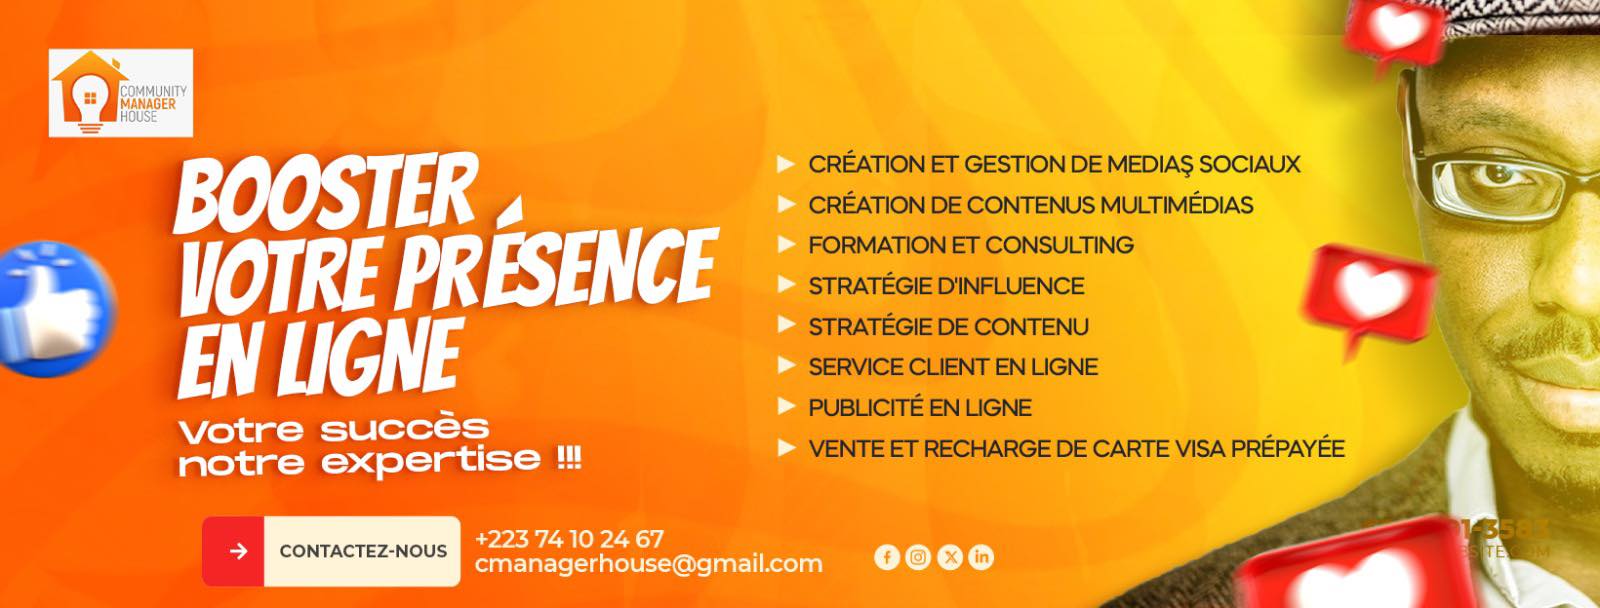 COMMUNITY
MANAGER
HOUSE
BOOSTER
VOTRE PRÉSENCE
EN LIGNE
Votre succès
notre expertise !!!
CRÉATION ET GESTION DE MEDIAŞ SOCIAUX
CRÉATION DE CONTENUS MULTIMÉDIAS
FORMATION ET CONSULTING
STRATÉGIE D'INFLUENCE
STRATÉGIE DE CONTENU
SERVICE CLIENT EN LIGNE
PUBLICITÉ EN LIGNE
VENTE ET RECHARGE DE CARTE VISA PRÉPAYÉE
CONTACTEZ-NOUS
+223 74 10 24 67
cmanagerhouse@gmail.com
1-3583